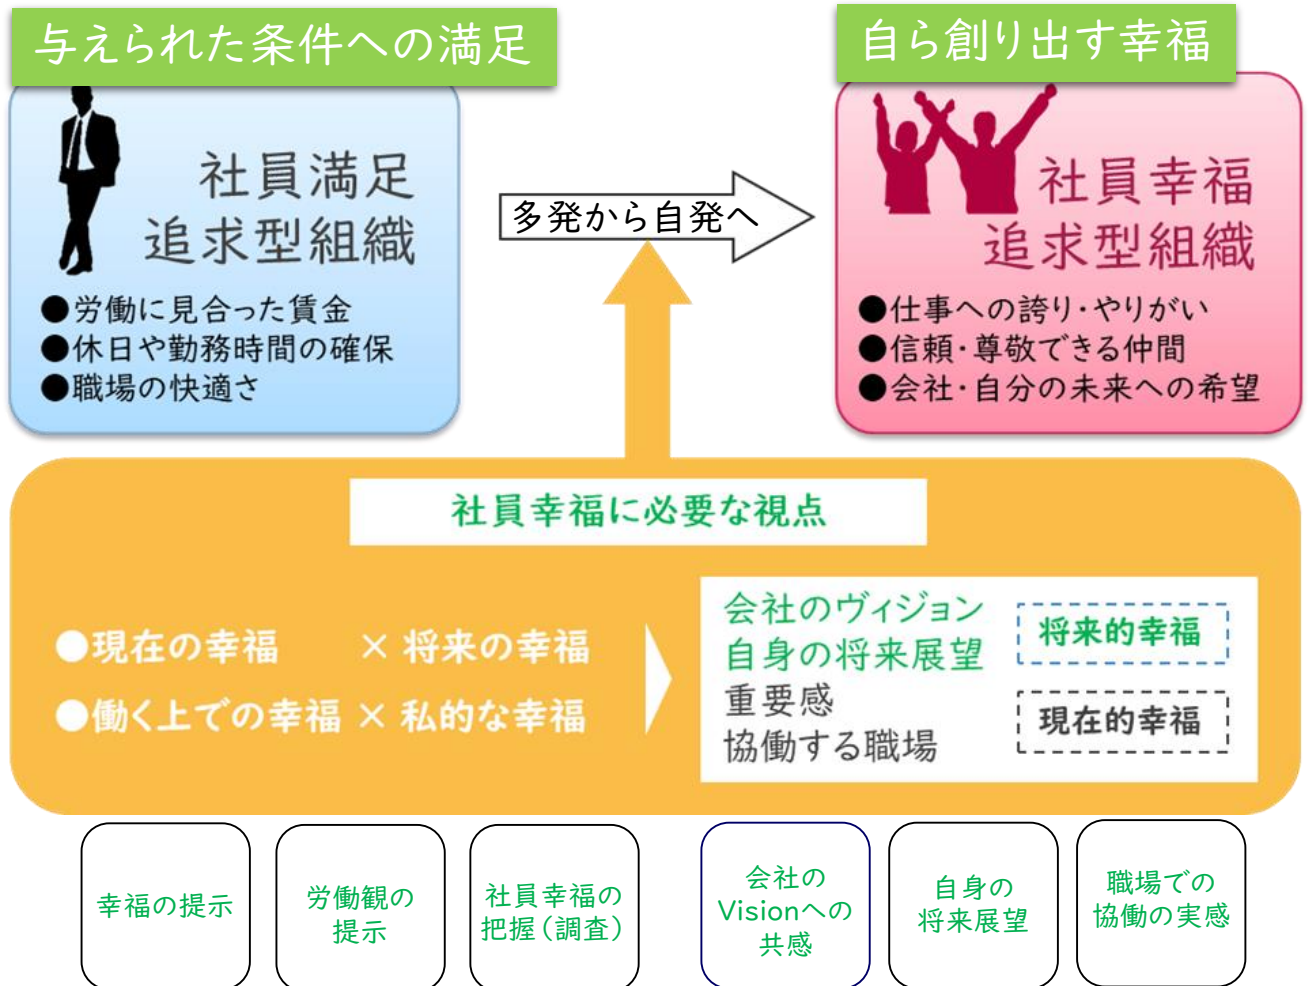 与えられた条件への満足
自ら創り出す幸福
社員満足
追求型組織
●労働に見合った賃金
●休日や勤務時間の確保
●職場の快適さ
多発から自発へ
社員幸福
追求型組織
●仕事への誇り・やりがい
●信頼・尊敬できる仲間
●会社・自分の未来への希望
社員幸福に必要な視点
●現在の幸福 × 将来の幸福
●働く上での幸福 × 私的な幸福
会社のヴィジョン
自身の将来展望
重要感
協働する職場
将来的幸福
現在的幸福
幸福の提示
労働観の
提示
社員幸福の
把握(調査)
会社の
Visionへの
共感
自身の
将来展望
職場での
協働の実感